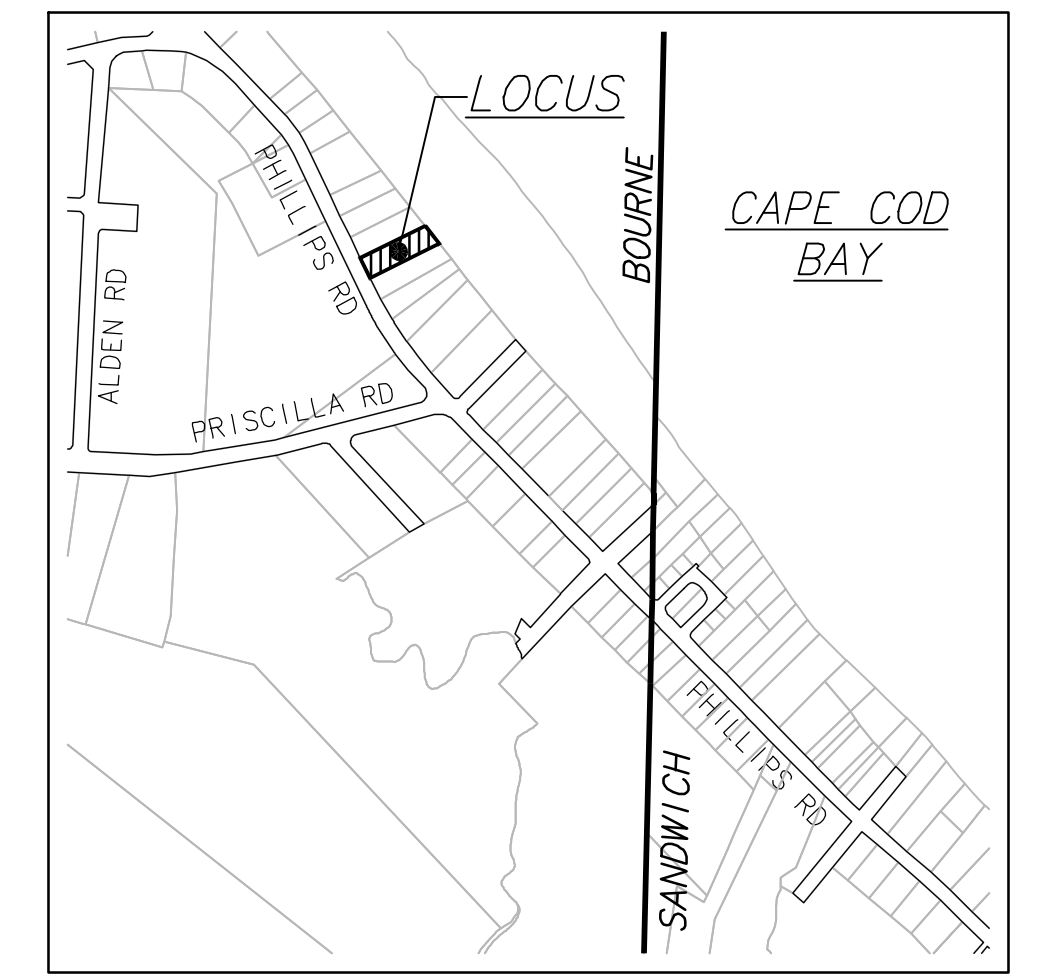 LOCUS
PHILLIPS RD
BOURNE
CAPE COD
BAY
ALDEN RD
PRISCILLA RD
PHILLIPS RD
SANDWICH